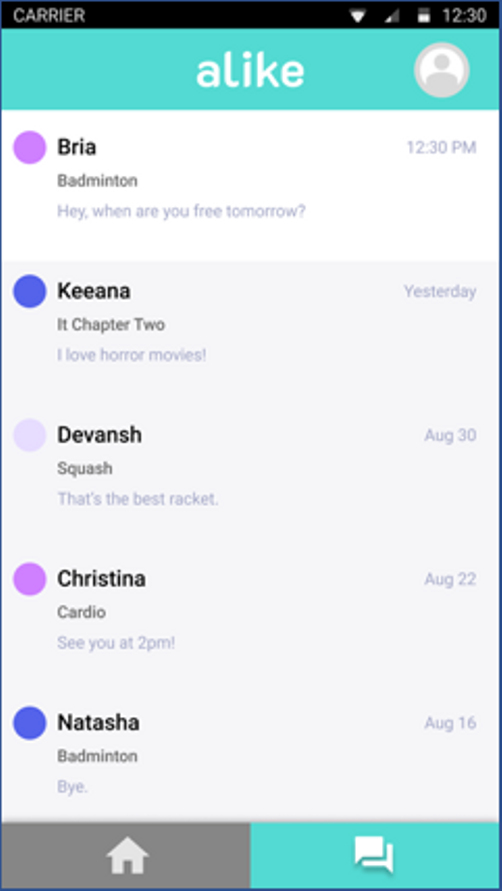 CARRIER 12:30
alike
Bria 12:30 PM
Badminton
Hey, when are you free tomorrow?
Keeana Yesterday
It Chapter Two
I love horror movies!
Devansh Aug 30
Squash
That's the best racket.
Christina Aug 22
Cardio
See you at 2pm!
Natasha Aug 16
Badminton
Bye.